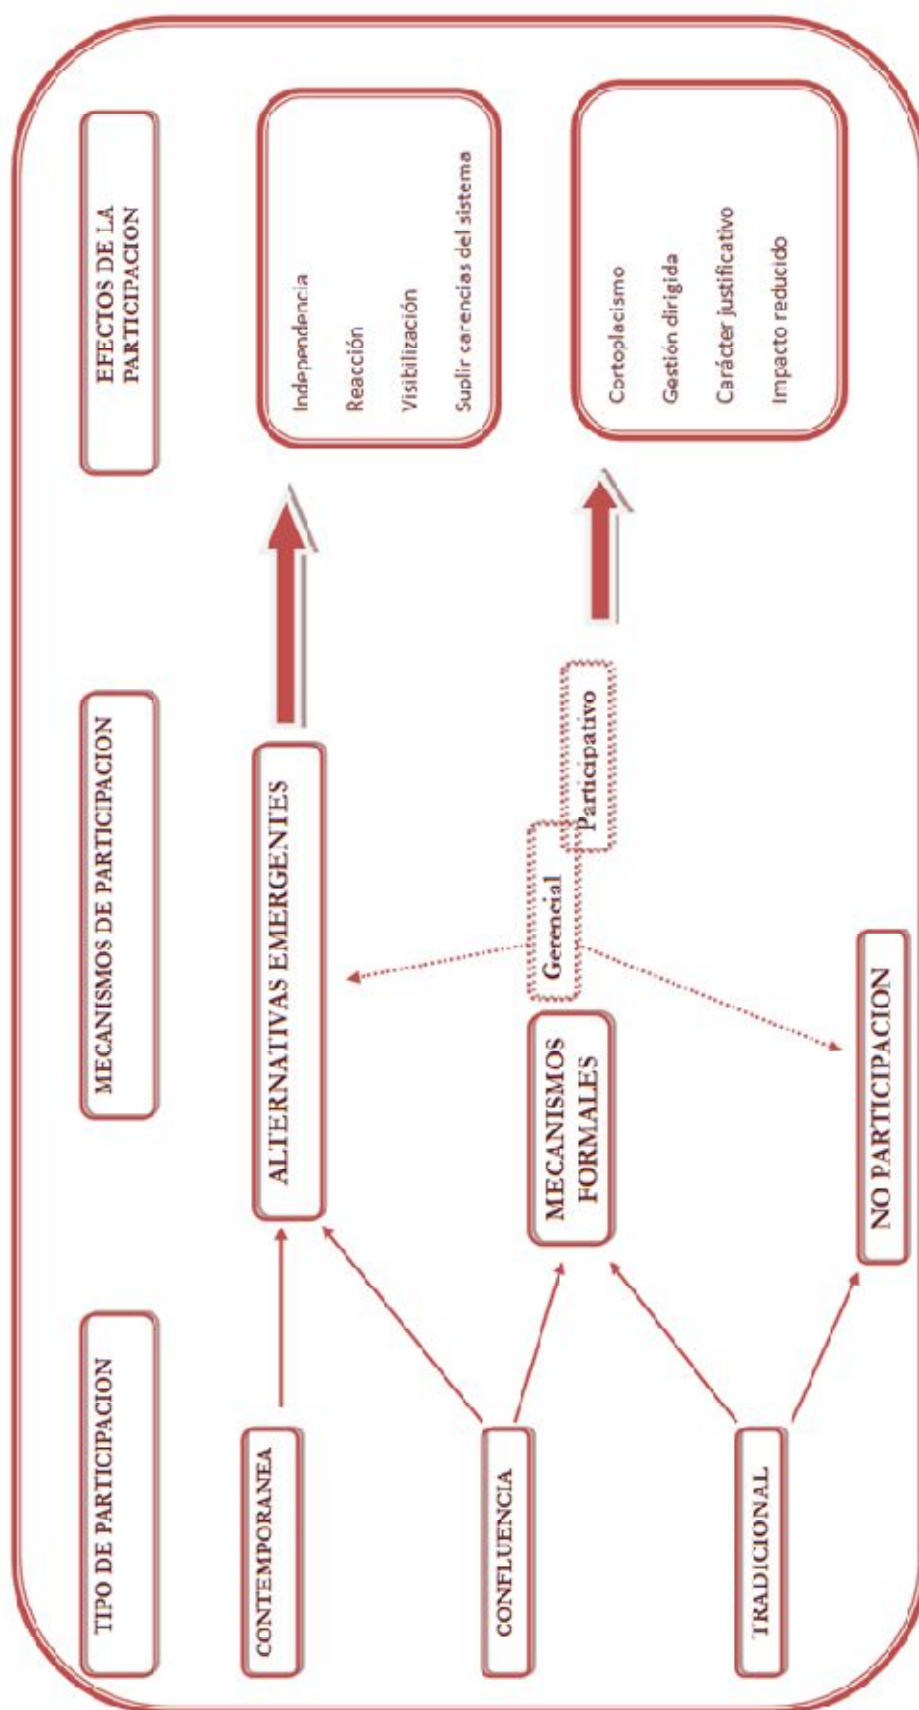 TIPO DE PARTICIPACION
MECANISMOS DE PARTICIPACION
EFECTOS DE LA
PARTICIPACION
CONTEMPORANEA
ALTERNATIVAS EMERGENTES
Independencia
Reacción
Visibilización
Suplir carencias del sistema
CONFLUENCIA
MECANISMOS
FORMALES
Gerencial
Participativo
Cortoplacismo
Gestión dirigida
Carácter justificativo
Impacto reducido
TRADICIONAL
NO PARTICIPACION